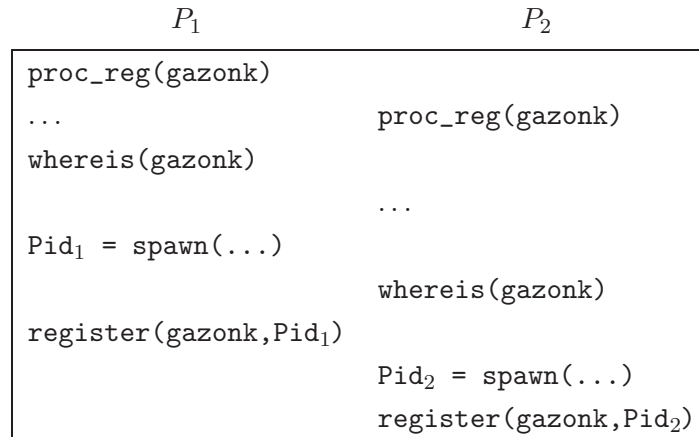 P₁ P₂
proc_reg(gazonk)
... proc_reg(gazonk)
whereis(gazonk)
...
Pid₁ = spawn(...)
whereis(gazonk)
register(gazonk,Pid₁)
Pid₂ = spawn(...)
register(gazonk,Pid₂)